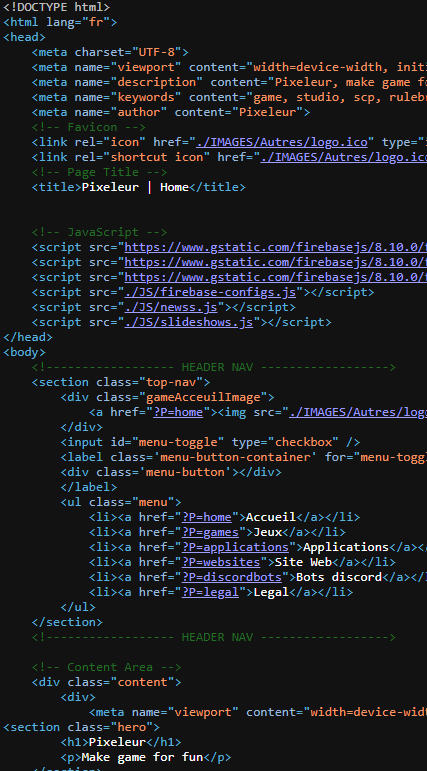 <!DOCTYPE html>
<html lang="fr">
<head>
<meta charset="UTF-8">
<meta name="viewport" content="width=device-width, initi
<meta name="description" content="Pixeleur, make game fo
<meta name="keywords" content="game, studio, scp, rulebu
<meta name="author" content="Pixeleur">
<!-- Favicon -->
<link rel="icon" href="./IMAGES/Autres/logo.ico" type="i
<link rel="shortcut icon" href="./IMAGES/Autres/logo.ico
<!-- Page Title -->
<title>Pixeleur | Home</title>
<!-- JavaScript -->
<script src="https://www.gstatic.com/firebasejs/8.10.0/f
<script src="https://www.gstatic.com/firebasejs/8.10.0/f
<script src="https://www.gstatic.com/firebasejs/8.10.0/f
<script src="./JS/firebase-configs.js"></script>
<script src="./JS/newss.js"></script>
<script src="./JS/slideshows.js"></script>
</head>
<body>
<!----------------- HEADER NAV ----------------->
<section class="top-nav">
<div class="gameAcceuilImage">
<a href="?P=home"><img src="./IMAGES/Autres/logo
</div>
<input id="menu-toggle" type="checkbox" />
<label class='menu-button-container' for="menu-toggl
<div class='menu-button'></div>
</label>
<ul class="menu">
<li><a href="?P=home">Accueil</a></li>
<li><a href="?P=games">Jeux</a></li>
<li><a href="?P=applications">Applications</a></
<li><a href="?P=websites">Site Web</a></li>
<li><a href="?P=discordbots">Bots discord</a></l
<li><a href="?P=legal">Legal</a></li>
</ul>
</section>
<!----------------- HEADER NAV ----------------->
<!-- Content Area -->
<div class="content">
<div>
<meta name="viewport" content="width=device-widt
<section class="hero">
<h1>Pixeleur</h1>
<p>Make game for fun</p>